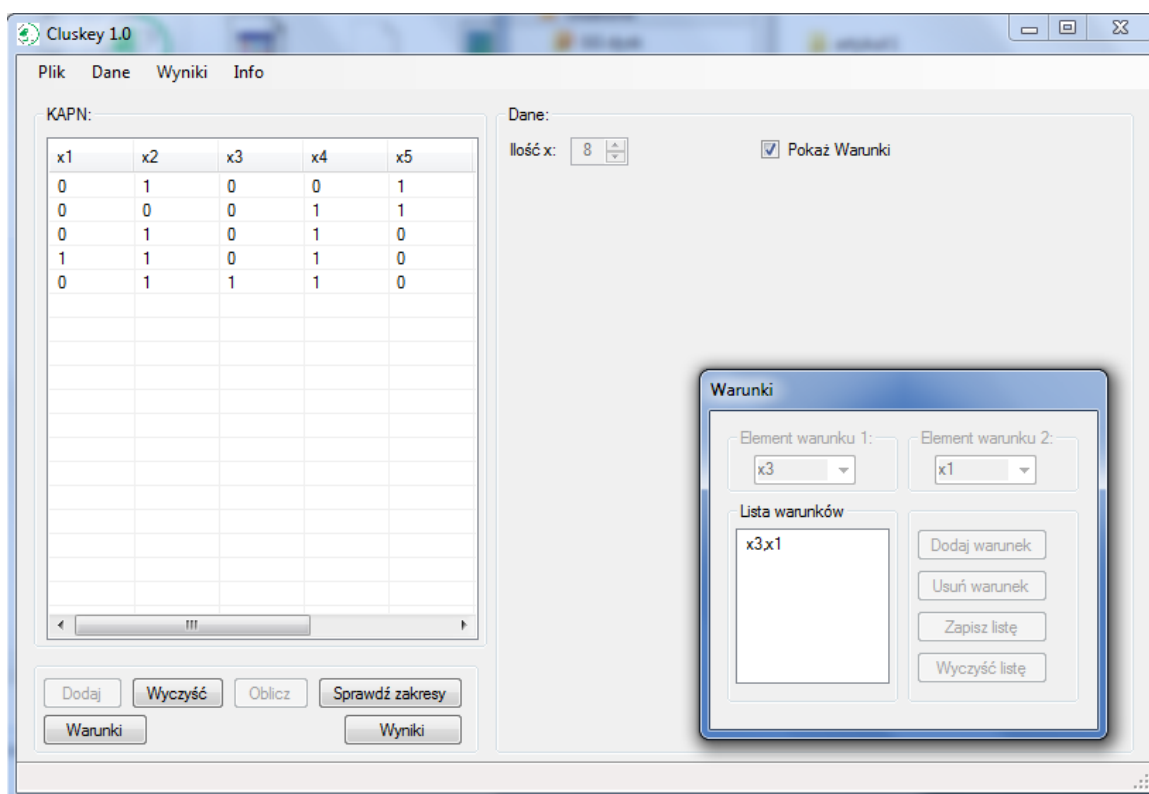 Cluskey 1.0
Plik Dane Wyniki Info
KAPN:
x1 x2 x3 x4 x5
0 1 0 0 1
0 0 0 1 1
0 1 0 1 0
1 1 0 1 0
0 1 1 1 0
Dodaj Wyczyść Oblicz Sprawdź zakresy
Warunki Wyniki
Dane:
Ilość x: 8 Pokaż Warunki
Warunki
Element warunku 1: Element warunku 2:
x3 x1
Lista warunków
x3,x1
Dodaj warunek
Usuń warunek
Zapisz listę
Wyczyść listę